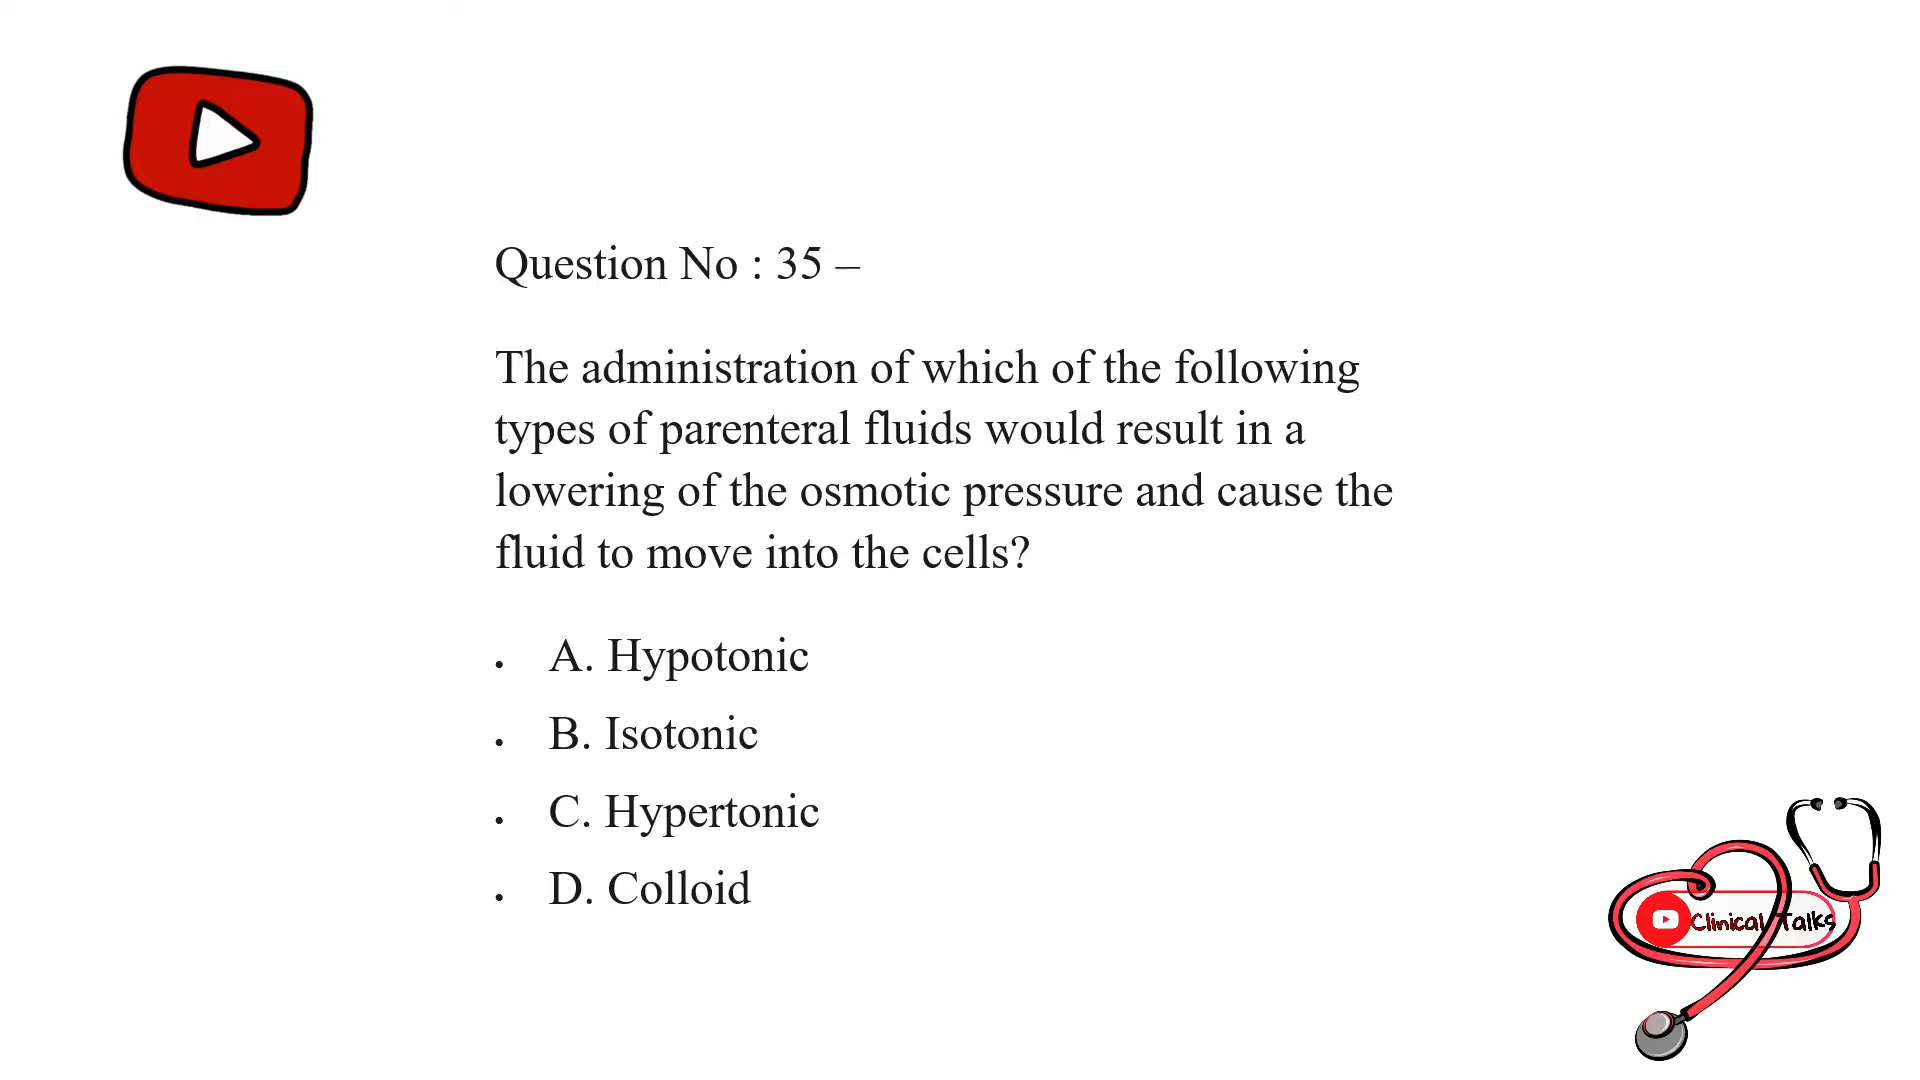 Question No : 35 –
The administration of which of the following
types of parenteral fluids would result in a
lowering of the osmotic pressure and cause the
fluid to move into the cells?
• A. Hypotonic
• B. Isotonic
• C. Hypertonic
• D. Colloid
Clinical Talks